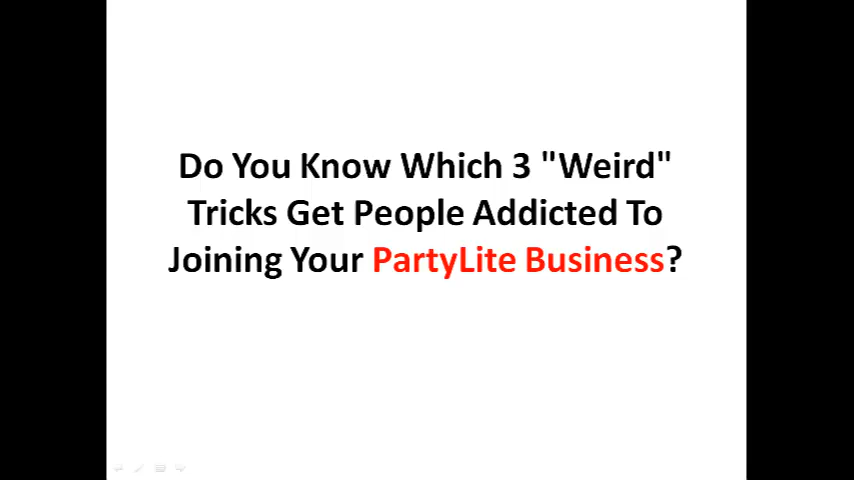 Do You Know Which 3 "Weird"
Tricks Get People Addicted To
Joining Your PartyLite Business?